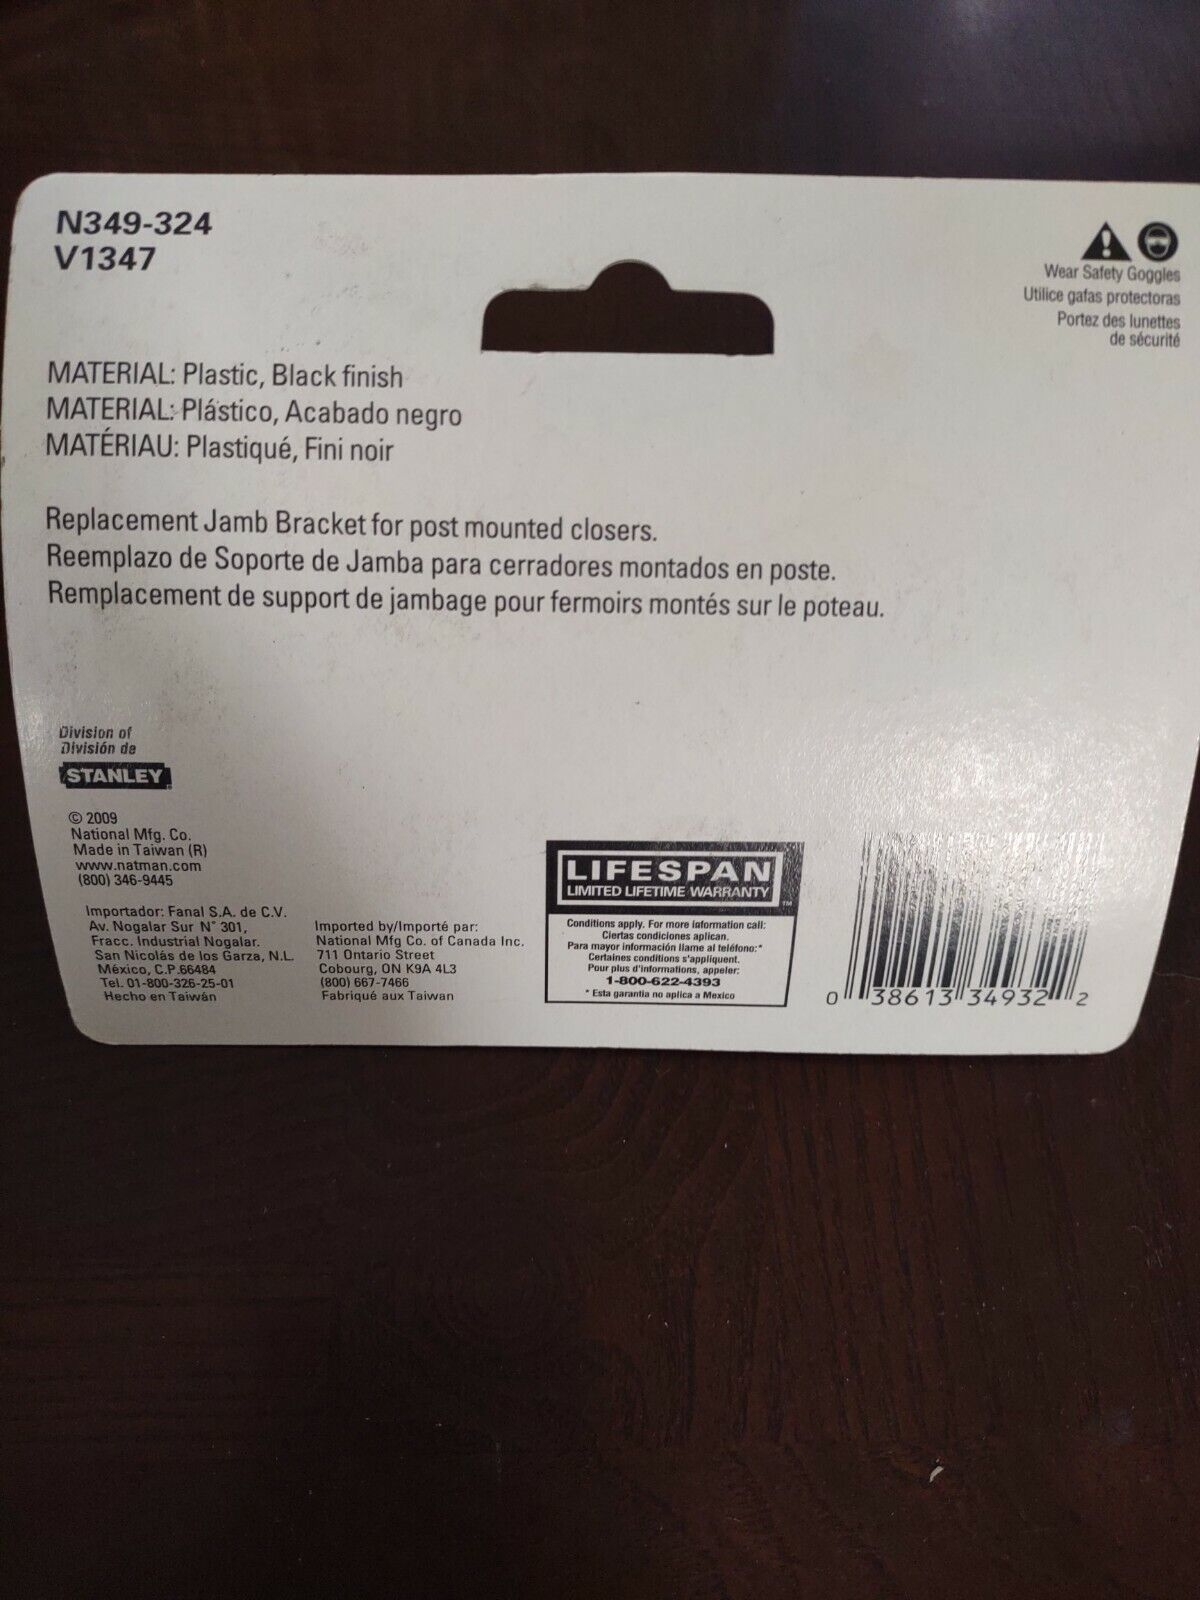 N349-324
V1347
Wear Safety Goggles
Utilice gafas protectoras
Portez des lunettes
de sécurité
MATERIAL: Plastic, Black finish
MATERIAL: Plástico, Acabado negro
MATÉRIAU: Plastiqué, Fini noir
Replacement Jamb Bracket for post mounted closers.
Reemplazo de Soporte de Jamba para cerradores montados en poste.
Remplacement de support de jambage pour fermoirs montés sur le poteau.
Division of
División de
STANLEY
© 2009
National Mfg. Co.
Made in Taiwan (R)
www.natman.com
(800) 346-9445
Importador: Fanal S.A. de C.V.
Av. Nogalar Sur N° 301,
Fracc. Industrial Nogalar.
San Nicolás de los Garza, N.L.
México, C.P.66484
Tel. 01-800-326-25-01
Hecho en Taiwán
Imported by/Importé par:
National Mfg Co. of Canada Inc.
711 Ontario Street
Cobourg, ON K9A 4L3
(800) 667-7466
Fabriqué aux Taiwan
LIFESPAN
LIMITED LIFETIME WARRANTY
TM
Conditions apply. For more information call:
Ciertas condiciones aplican.
Para mayor información llame al teléfono:*
Certaines conditions s'appliquent.
Pour plus d'informations, appeler:
1-800-622-4393
* Esta garantia no aplica a Mexico
0 38613 34932 2